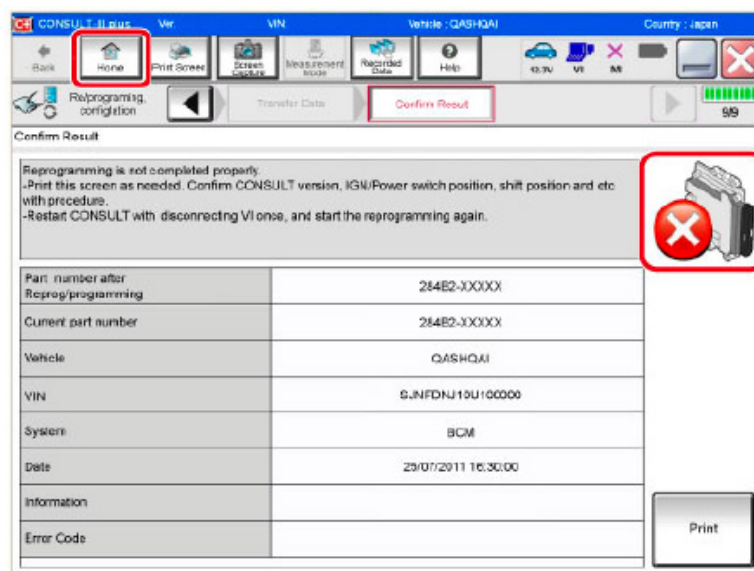 CONSULT-III plus Ver. VIN: Vehicle : QASHQAI Country : Japan
Back Home Print Screen Screen Capture Measurement Mode Recorded Data Help 12.7V VI MI
Re/programing, configlation Transfer Data Confirm Result 9/9
Confirm Result
Reprogramming is not completed properly.
-Print this screen as needed. Confirm CONSULT version, IGN/Power switch position, shift position and etc
with procedure.
-Restart CONSULT with disconnecting VI once, and start the reprogramming again.
Part number after
Reprog/programming
284B2-XXXXX
Current part number 284B2-XXXXX
Vehicle QASHQAI
VIN SJNFDNJ10U100000
System BCM
Date 25/07/2011 16:30:00
Information
Error Code
Print